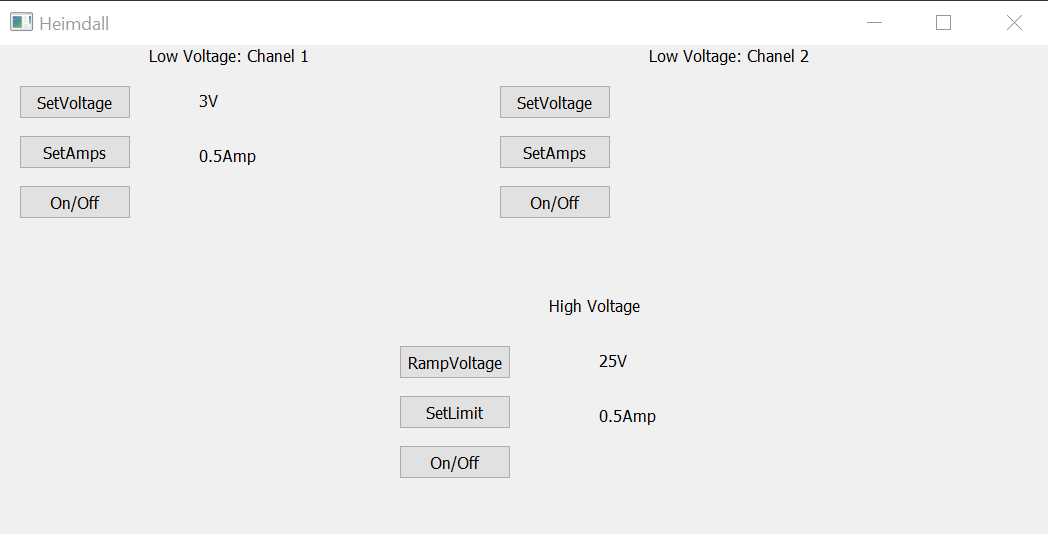 Heimdall
Low Voltage: Chanel 1
Low Voltage: Chanel 2
SetVoltage
3V
SetVoltage
SetAmps
0.5Amp
SetAmps
On/Off
On/Off
High Voltage
RampVoltage
25V
SetLimit
0.5Amp
On/Off